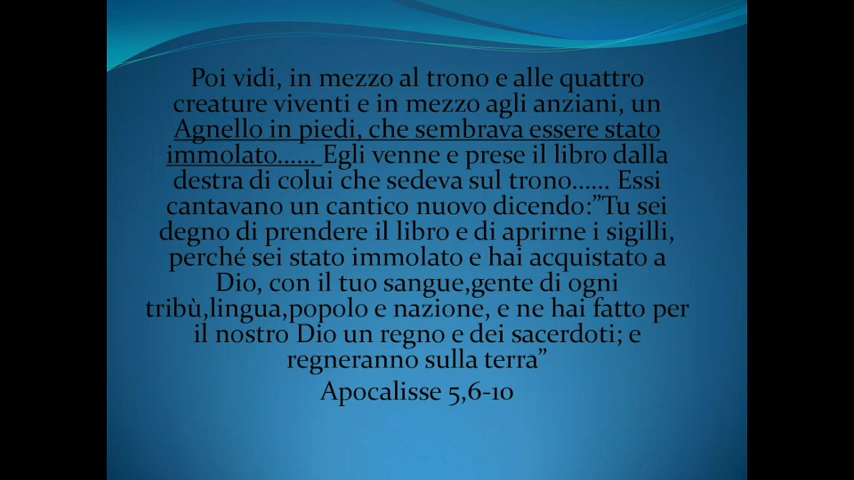 Poi vidi, in mezzo al trono e alle quattro
creature viventi e in mezzo agli anziani, un
Agnello in piedi, che sembrava essere stato
immolato...... Egli venne e prese il libro dalla
destra di colui che sedeva sul trono...... Essi
cantavano un cantico nuovo dicendo:”Tu sei
degno di prendere il libro e di aprirne i sigilli,
perché sei stato immolato e hai acquistato a
Dio, con il tuo sangue,gente di ogni
tribù,lingua,popolo e nazione, e ne hai fatto per
il nostro Dio un regno e dei sacerdoti; e
regneranno sulla terra”
Apocalisse 5,6-10